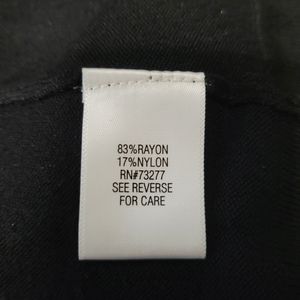 83%RAYON
17%NYLON
RN#73277
SEE REVERSE
FOR CARE